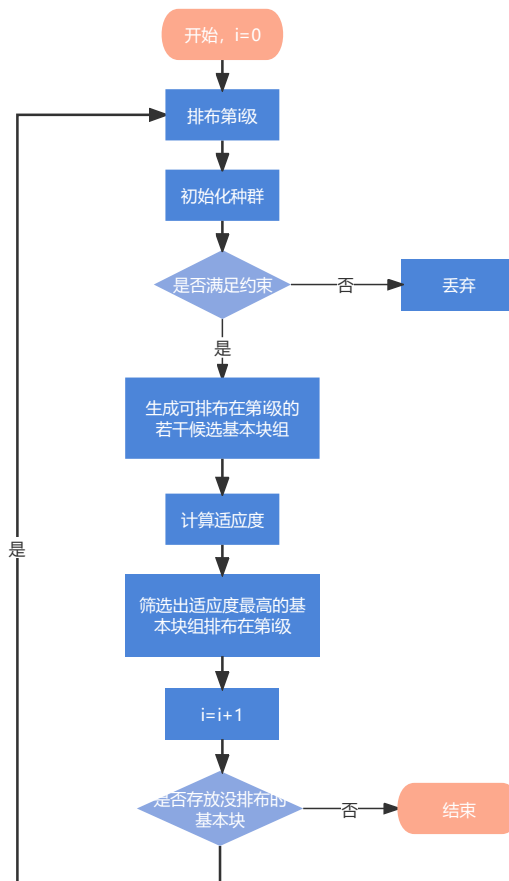 开始，i=0
排布第i级
初始化种群
是否满足约束
否
丢弃
是
生成可排布在第i级的
若干候选基本块组
计算适应度
是
筛选出适应度最高的基
本块组排布在第i级
i=i+1
是否存放没排布的
基本块
否
结束